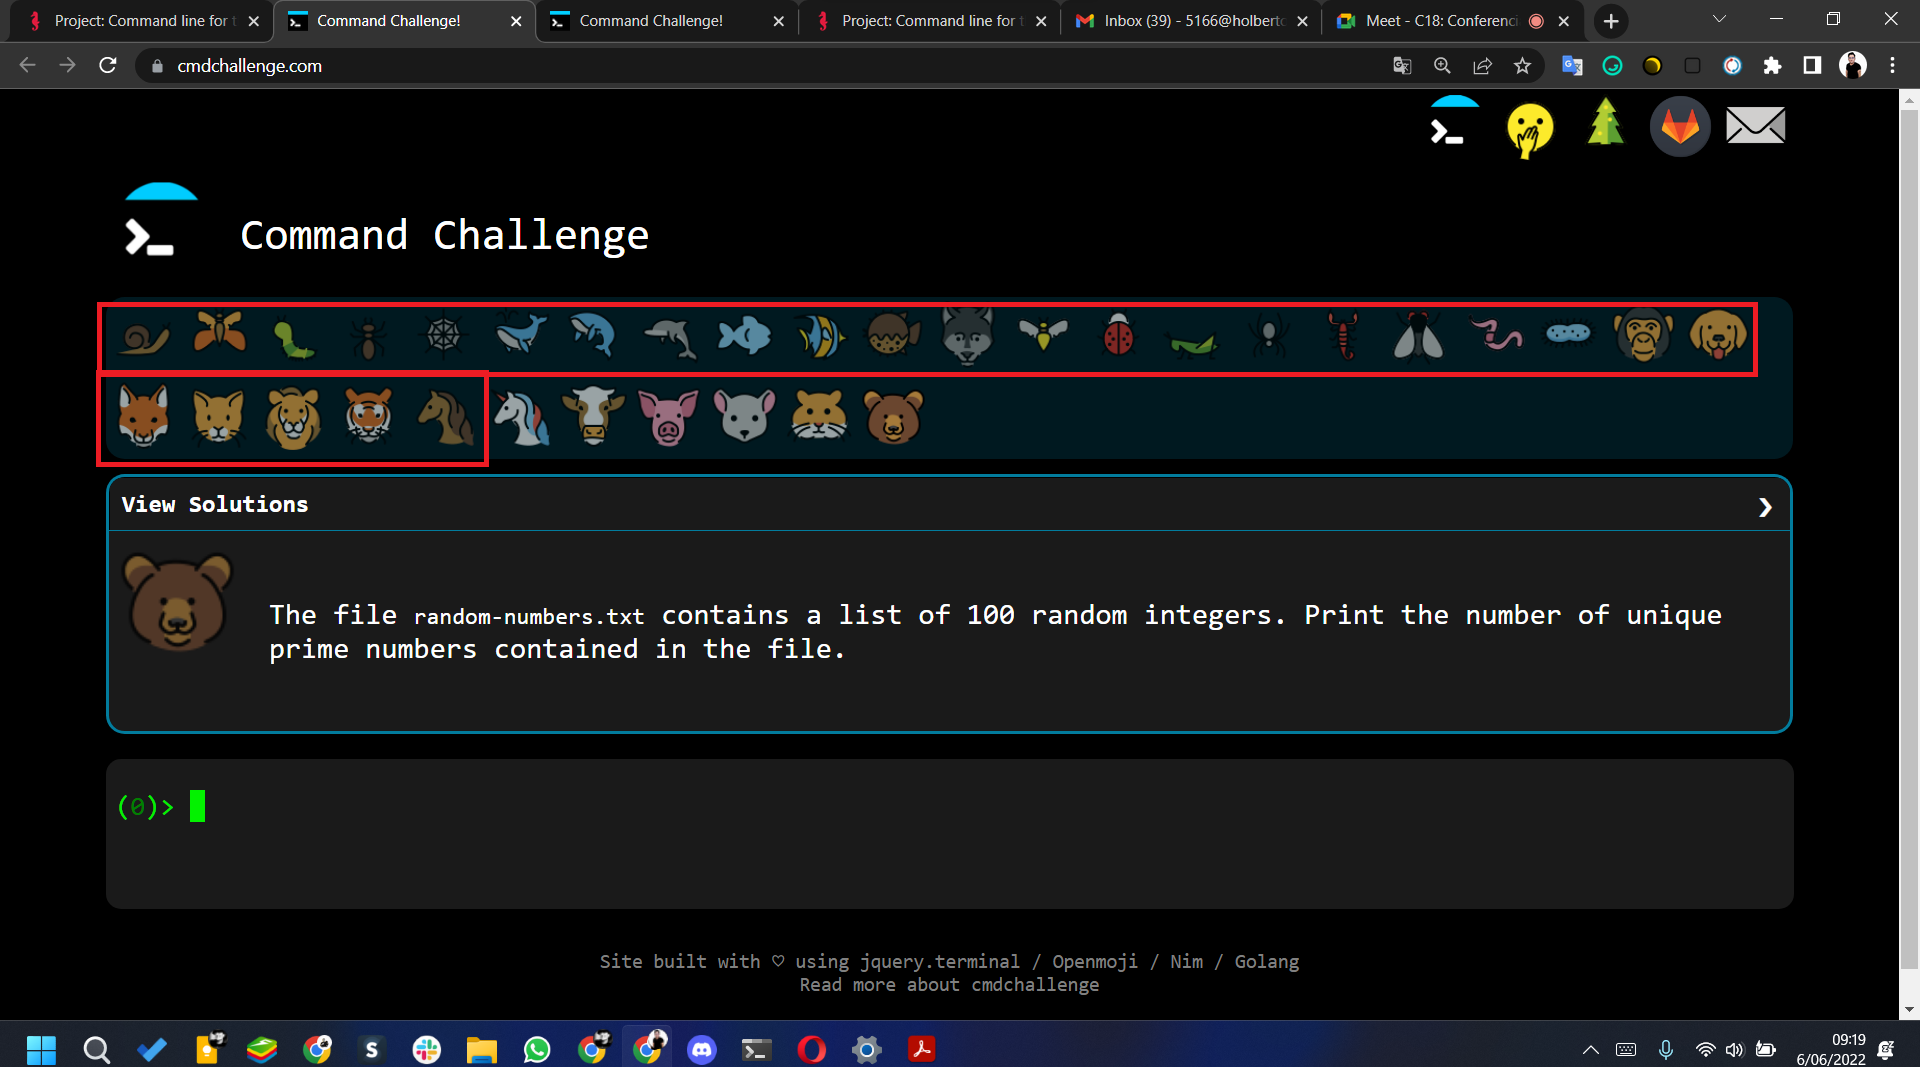 Project: Command line for t
Command Challenge!
Command Challenge!
Project: Command line for t
Inbox (39) - 5166@holberto
Meet - C18: Conferenci
cmdchallenge.com
Command Challenge
View Solutions
The file random-numbers.txt contains a list of 100 random integers. Print the number of unique
prime numbers contained in the file.
(0)>
Site built with ♡ using jquery.terminal / Openmoji / Nim / Golang
Read more about cmdchallenge
09:19
6/06/2022